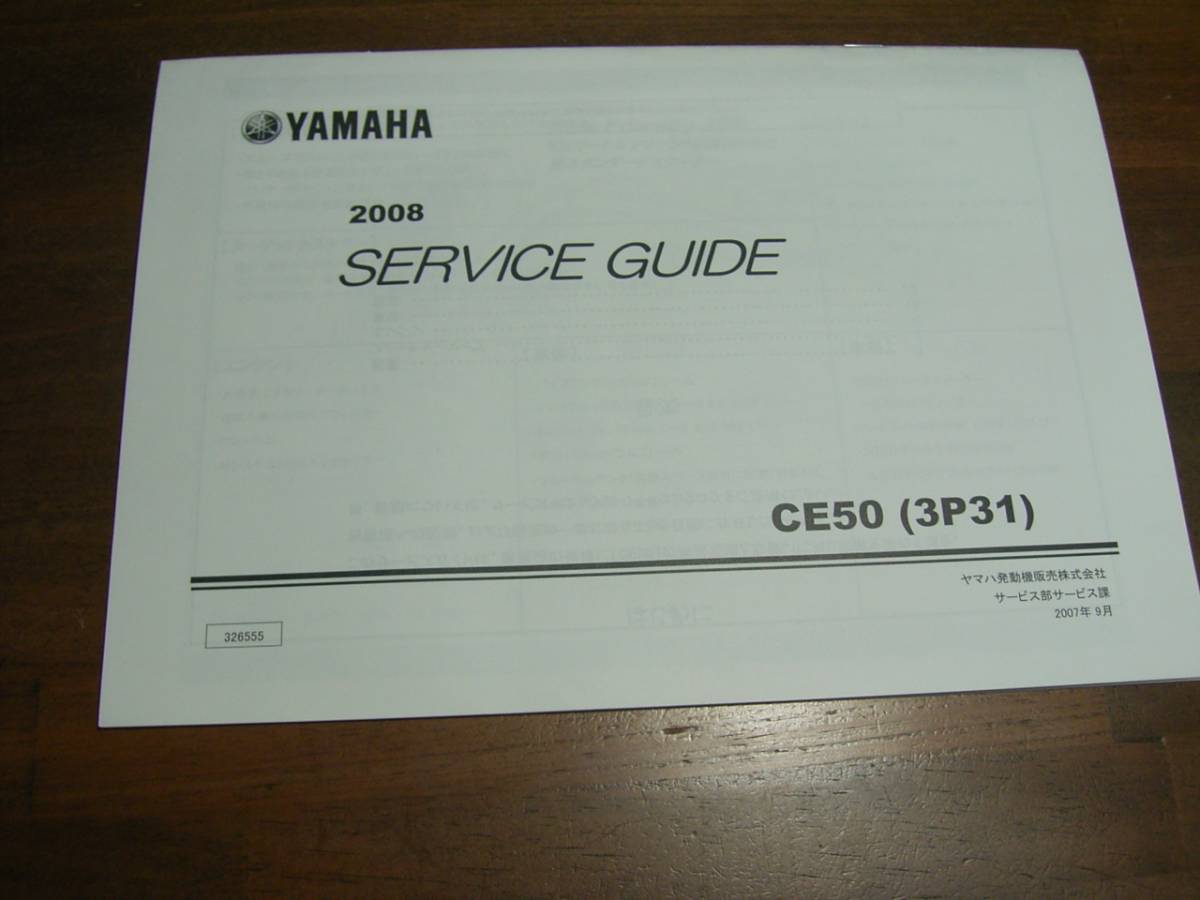 YAMAHA
2008
SERVICE GUIDE
CE50 (3P31)
ヤマハ発動機販売株式会社
サービス部サービス課
2007年 9月
326555